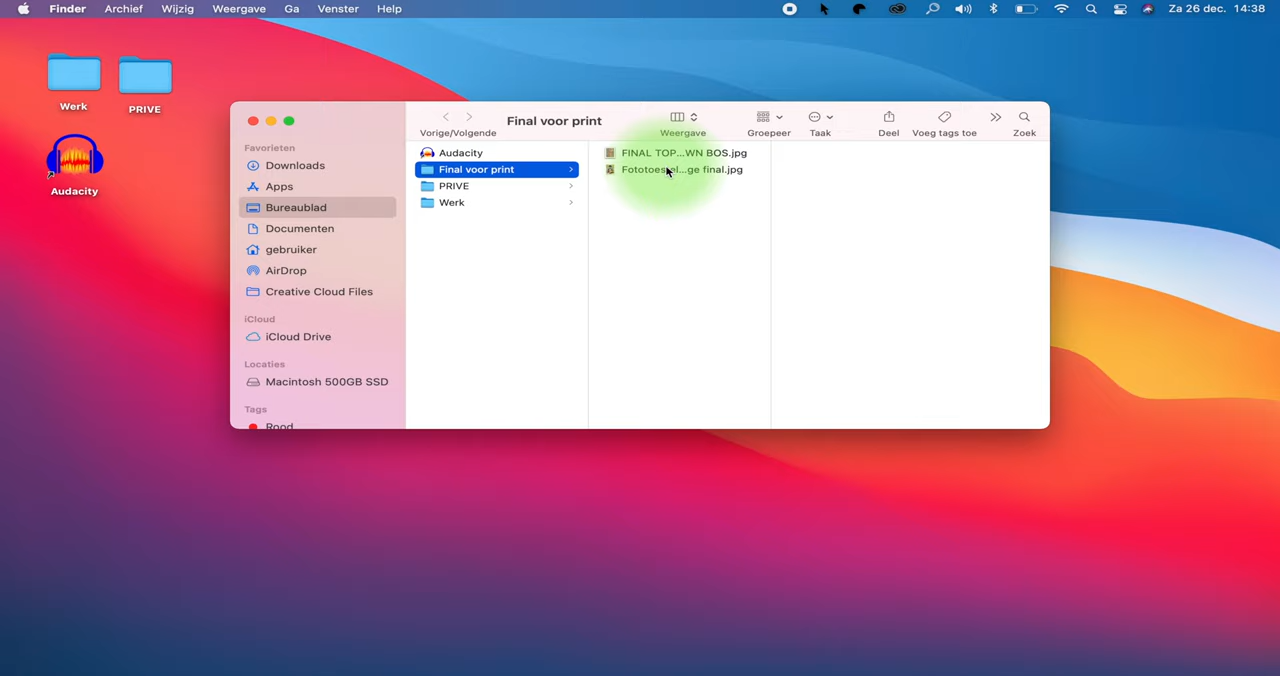 Finder Archief Wijzig Weergave Ga Venster Help Za 26 dec. 14:38
Werk
PRIVE
Audacity
Final voor print
Vorige/Volgende Weergave Groepeer Taak Deel Voeg tags toe Zoek
Favorieten
Downloads
Apps
Bureaublad
Documenten
gebruiker
AirDrop
Creative Cloud Files
iCloud
iCloud Drive
Locaties
Macintosh 500GB SSD
Tags
Rood
Audacity
Final voor print
PRIVE
Werk
FINAL TOP...WN BOS.jpg
Fototoestel...ge final.jpg